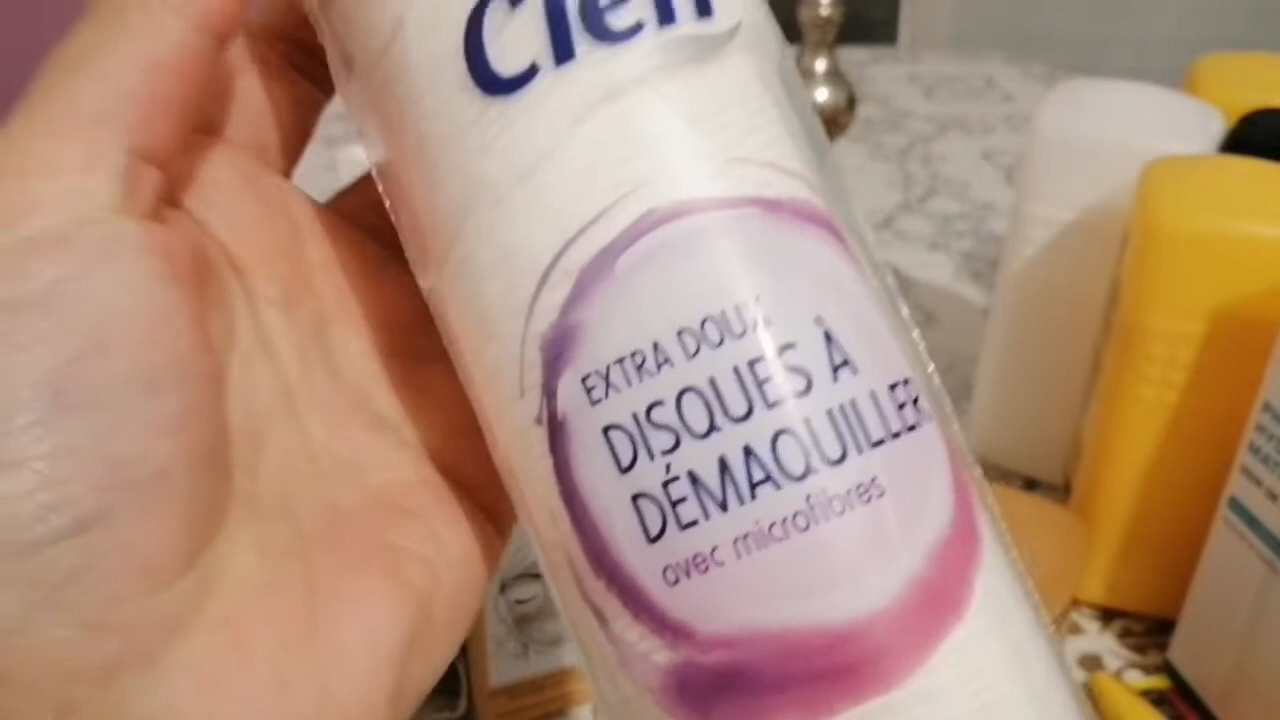 Cien
EXTRA DOUX
DISQUES À
DÉMAQUILLER
avec microfibres